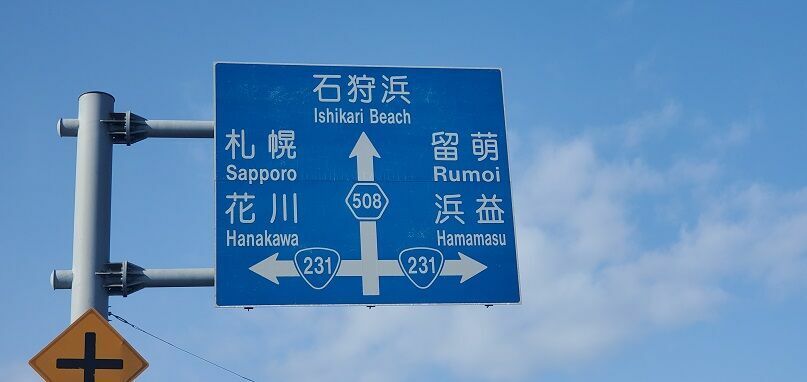 石狩浜
Ishikari Beach
札幌
Sapporo
花川
Hanakawa
留萌
Rumoi
浜益
Hamamasu
508
231
231